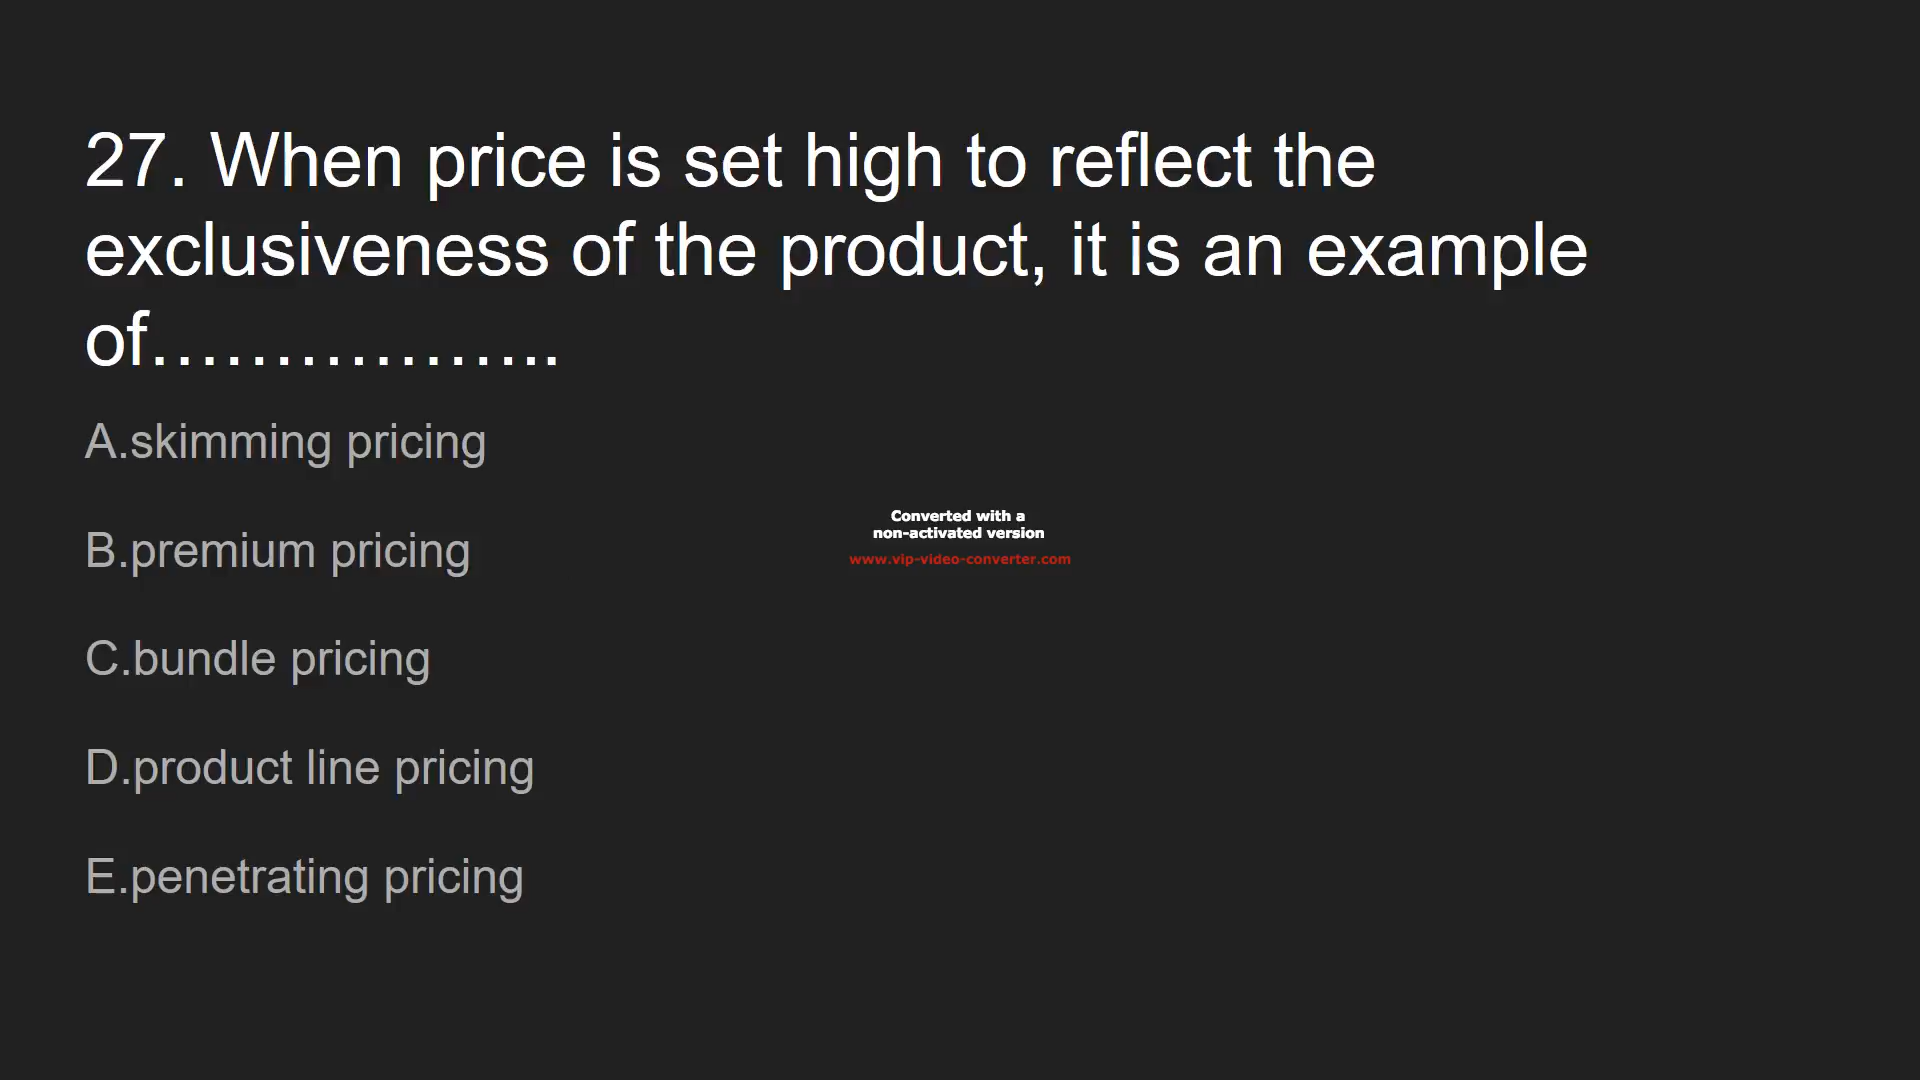 27. When price is set high to reflect the
exclusiveness of the product, it is an example
of……………..
A.skimming pricing
Converted with a
non-activated version
B.premium pricing
www.vip-video-converter.com
C.bundle pricing
D.product line pricing
E.penetrating pricing